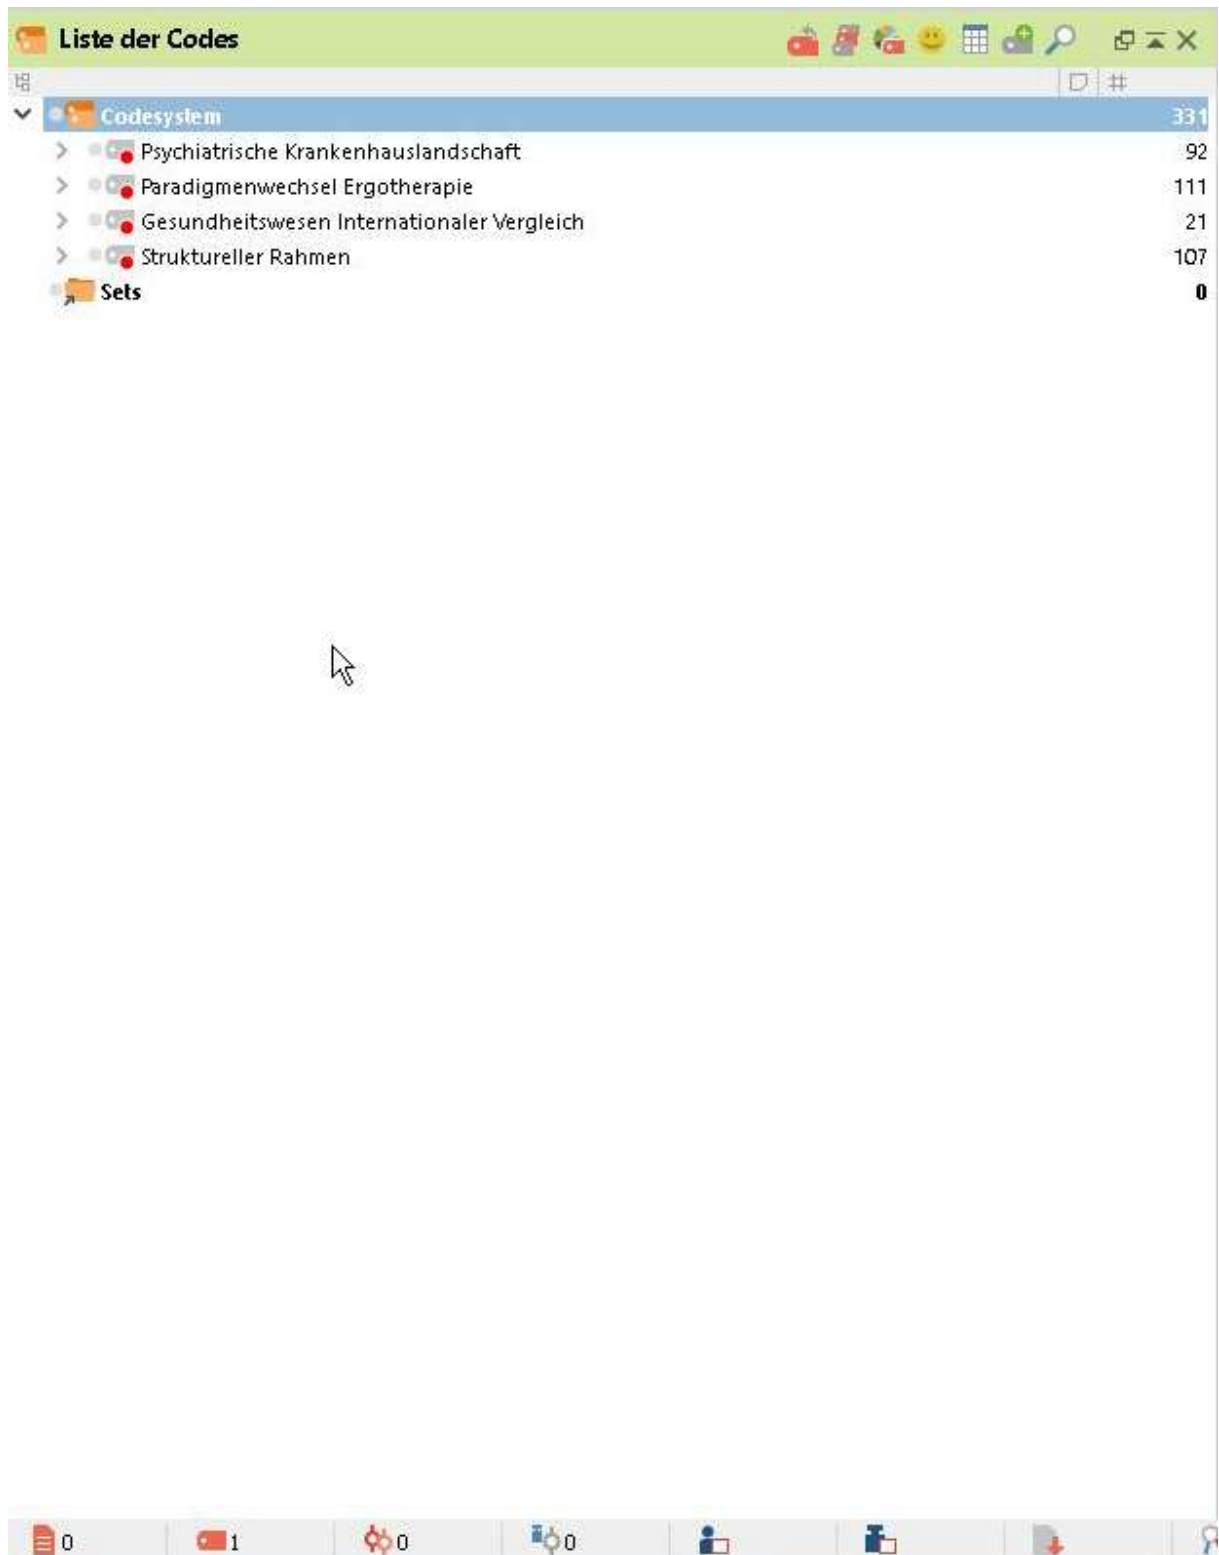 Liste der Codes
#
Codesystem 331
Psychiatrische Krankenhauslandschaft 92
Paradigmenwechsel Ergotherapie 111
Gesundheitswesen Internationaler Vergleich 21
Struktureller Rahmen 107
Sets 0
0 1 0 0